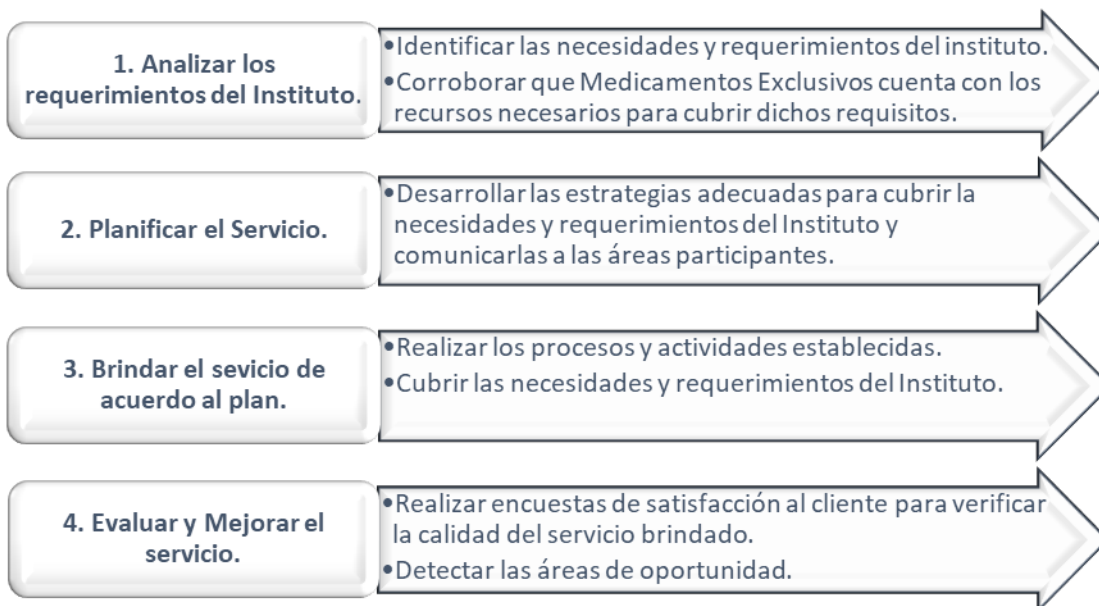 1. Analizar los
requerimientos del Instituto.
•Identificar las necesidades y requerimientos del instituto.
•Corroborar que Medicamentos Exclusivos cuenta con los
recursos necesarios para cubrir dichos requisitos.
2. Planificar el Servicio.
•Desarrollar las estrategias adecuadas para cubrir la
necesidades y requerimientos del Instituto y
comunicarlas a las áreas participantes.
3. Brindar el sevicio de
acuerdo al plan.
•Realizar los procesos y actividades establecidas.
•Cubrir las necesidades y requerimientos del Instituto.
4. Evaluar y Mejorar el
servicio.
•Realizar encuestas de satisfacción al cliente para verificar
la calidad del servicio brindado.
•Detectar las áreas de oportunidad.